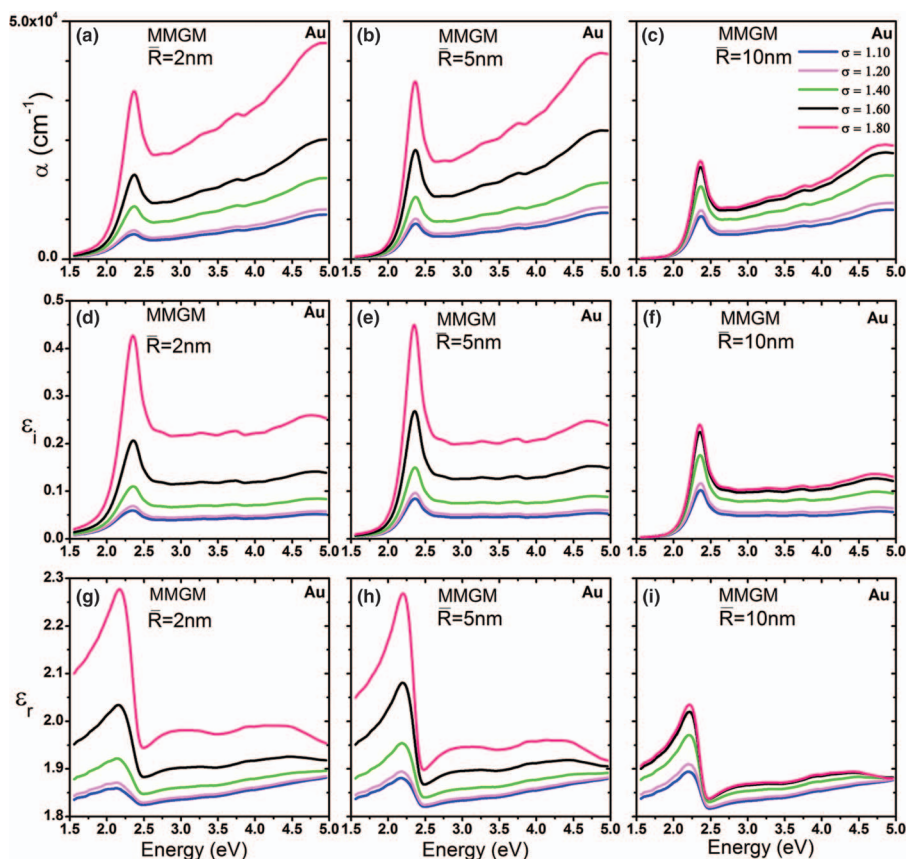 5.0x10⁴
(a) MMGM Au
R̅=2nm
(b) MMGM Au
R̅=5nm
(c) MMGM Au
R̅=10nm
σ = 1.10
σ = 1.20
σ = 1.40
σ = 1.60
σ = 1.80
α (cm⁻¹)
0.0
1.5 2.0 2.5 3.0 3.5 4.0 4.5 5.0
1.5 2.0 2.5 3.0 3.5 4.0 4.5 5.0
1.5 2.0 2.5 3.0 3.5 4.0 4.5 5.0
(d) MMGM Au
R̅=2nm
(e) MMGM Au
R̅=5nm
(f) MMGM Au
R̅=10nm
εi
0.5
0.4
0.3
0.2
0.1
0.0
1.5 2.0 2.5 3.0 3.5 4.0 4.5 5.0
1.5 2.0 2.5 3.0 3.5 4.0 4.5 5.0
1.5 2.0 2.5 3.0 3.5 4.0 4.5 5.0
(g) MMGM Au
R̅=2nm
(h) MMGM Au
R̅=5nm
(i) MMGM Au
R̅=10nm
εr
2.3
2.2
2.1
2.0
1.9
1.8
1.5 2.0 2.5 3.0 3.5 4.0 4.5 5.0
1.5 2.0 2.5 3.0 3.5 4.0 4.5 5.0
1.5 2.0 2.5 3.0 3.5 4.0 4.5 5.0
Energy (eV)
Energy (eV)
Energy (eV)